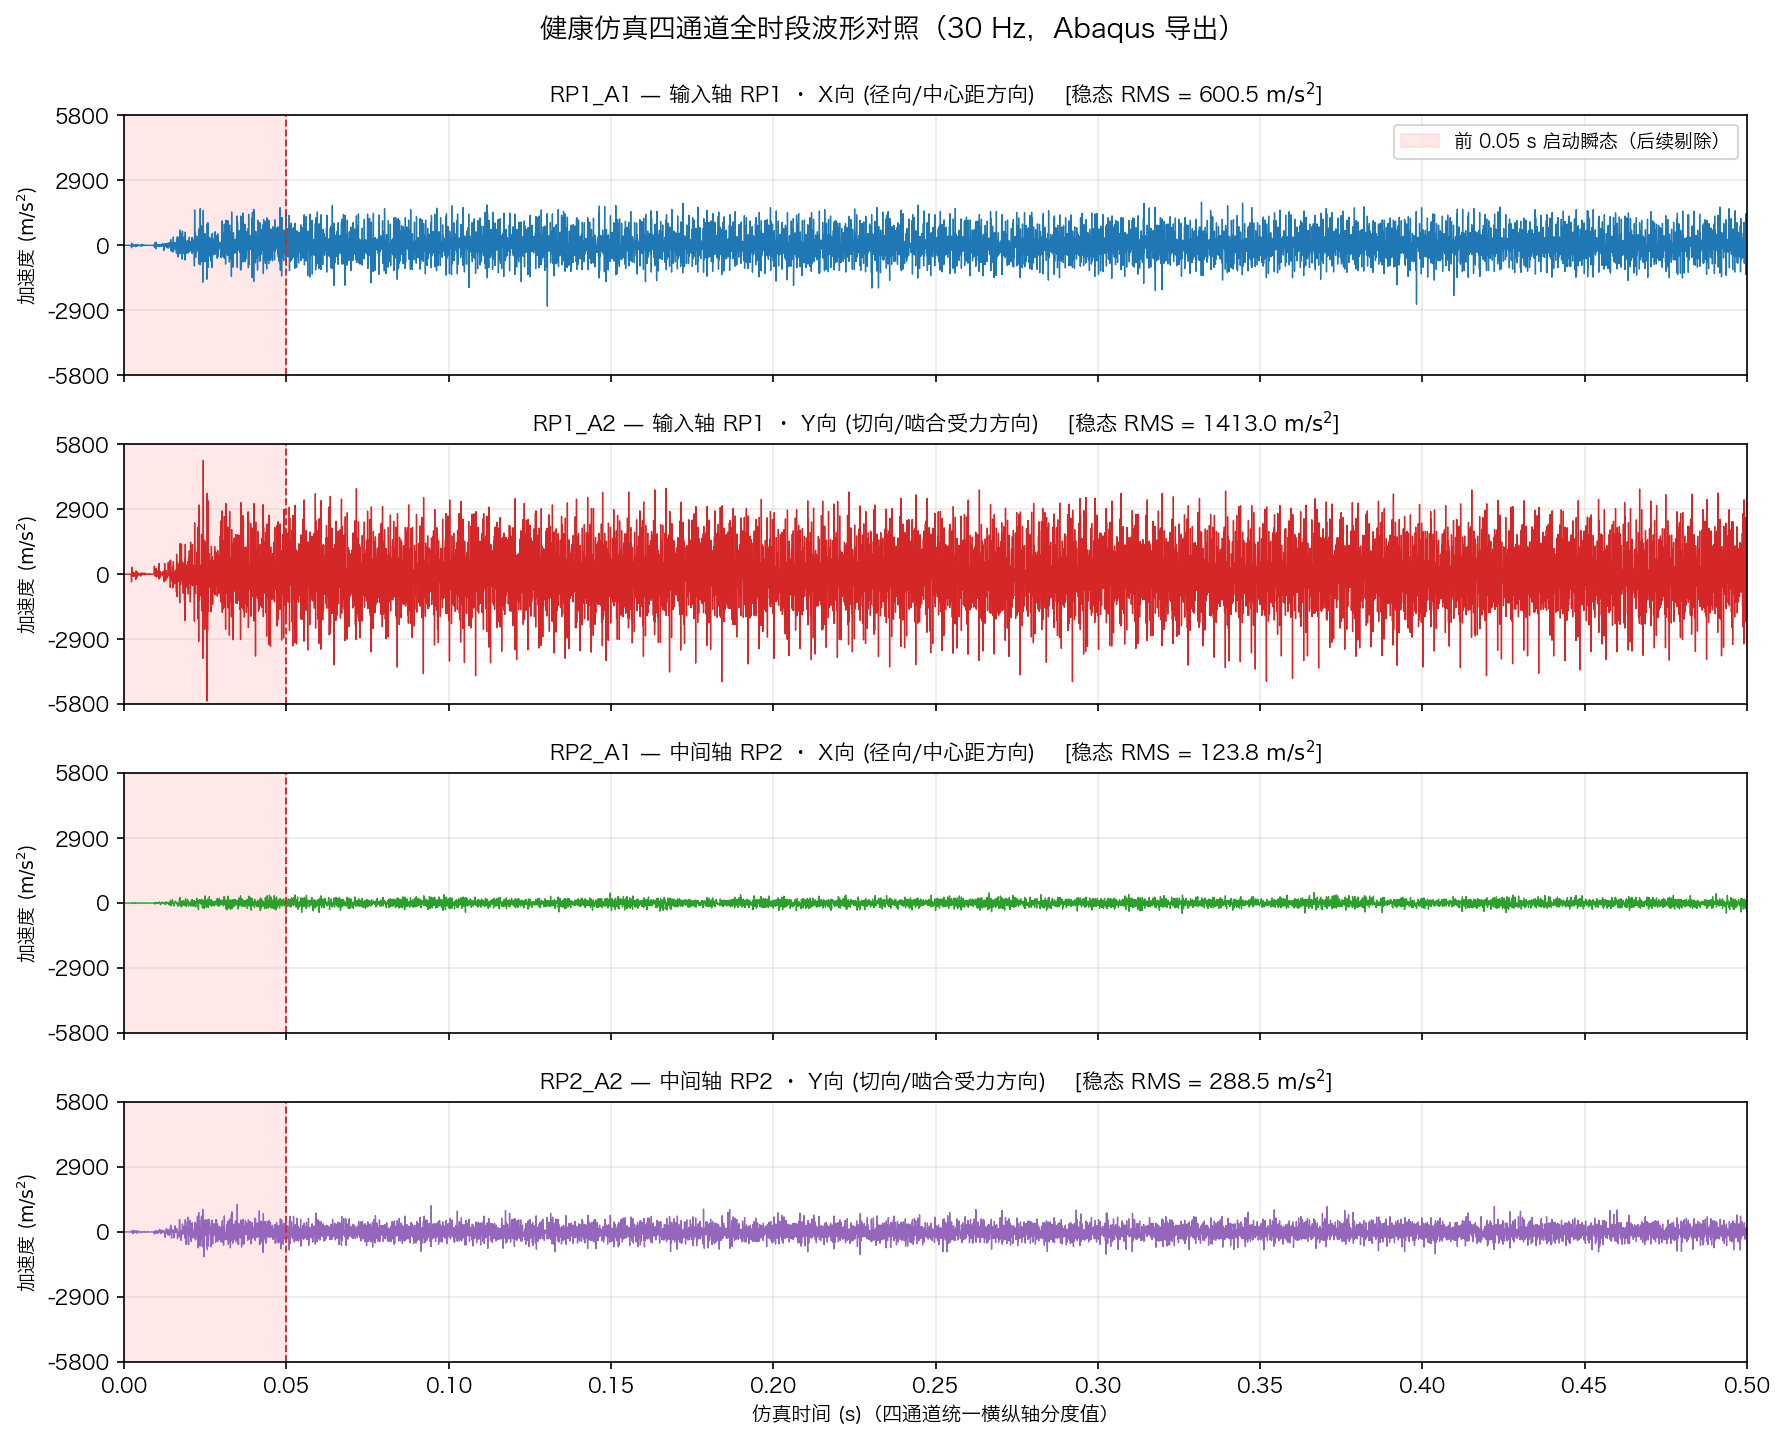 健康仿真四通道全时段波形对照（30 Hz，Abaqus 导出）
RP1_A1 — 输入轴 RP1 · X向 (径向/中心距方向) [稳态 RMS = 600.5 m/s²]
5800
2900
0
-2900
-5800
加速度 (m/s²)
前 0.05 s 启动瞬态（后续剔除）
RP1_A2 — 输入轴 RP1 · Y向 (切向/啮合受力方向) [稳态 RMS = 1413.0 m/s²]
5800
2900
0
-2900
-5800
加速度 (m/s²)
RP2_A1 — 中间轴 RP2 · X向 (径向/中心距方向) [稳态 RMS = 123.8 m/s²]
5800
2900
0
-2900
-5800
加速度 (m/s²)
RP2_A2 — 中间轴 RP2 · Y向 (切向/啮合受力方向) [稳态 RMS = 288.5 m/s²]
5800
2900
0
-2900
-5800
加速度 (m/s²)
0.00 0.05 0.10 0.15 0.20 0.25 0.30 0.35 0.40 0.45 0.50
仿真时间 (s)（四通道统一横纵轴分度值）